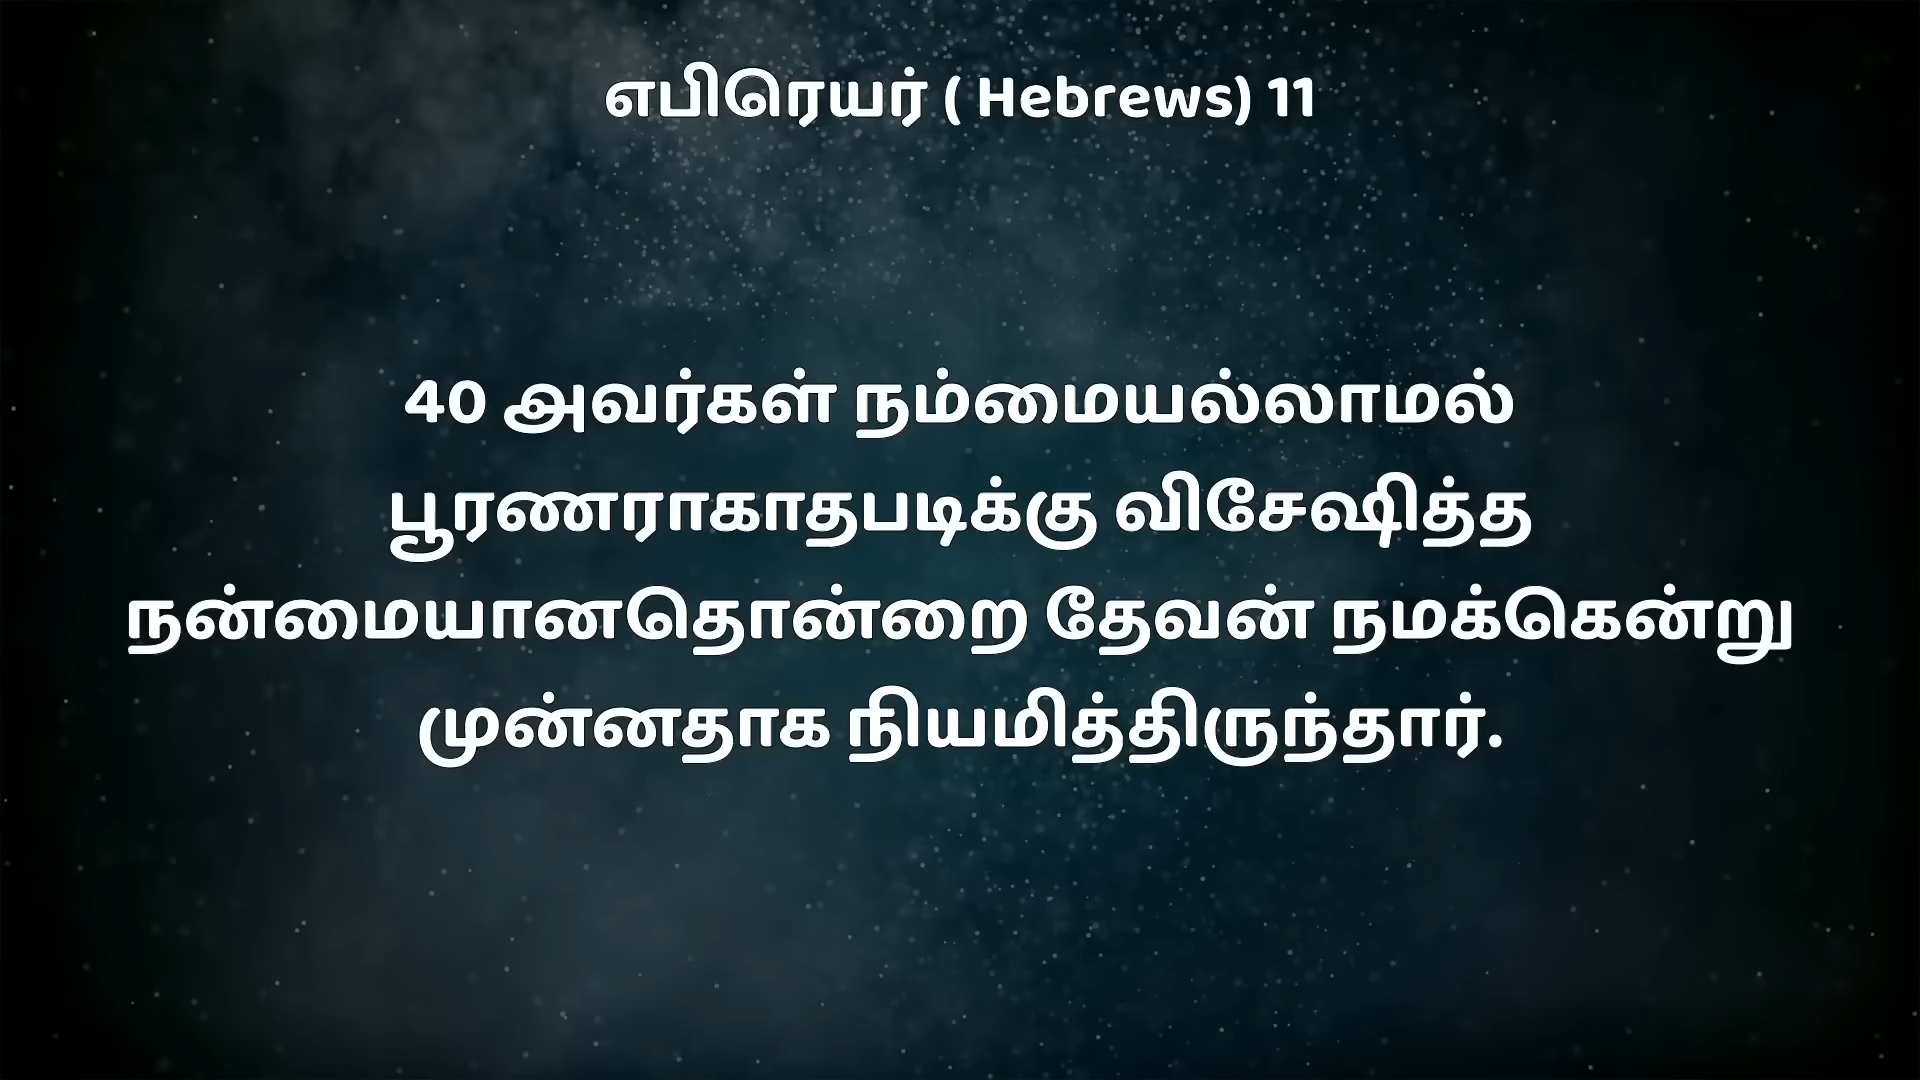 எபிரெயர் ( Hebrews) 11
40 அவர்கள் நம்மையல்லாமல்
பூரணராகாதபடிக்கு விசேஷித்த
நன்மையானதொன்றை தேவன் நமக்கென்று
முன்னதாக நியமித்திருந்தார்.